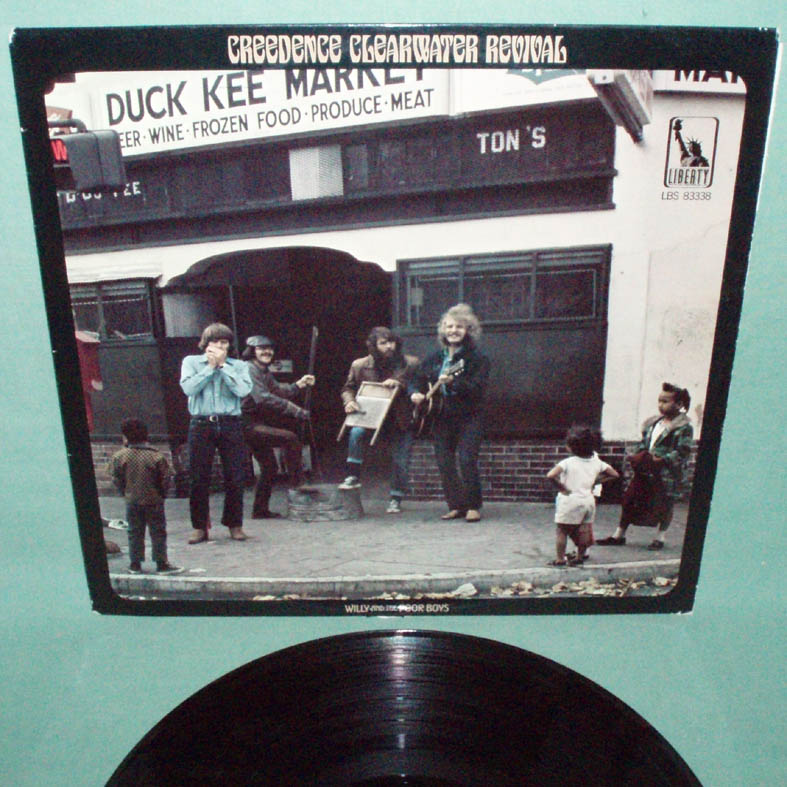 CREEDENCE CLEARWATER REVIVAL
DUCK KEE MARKET
MAR
EER·WINE·FROZEN FOOD·PRODUCE·MEAT
TON'S
W
LIBERTY
LBS 83338
WILLY AND THE POOR BOYS